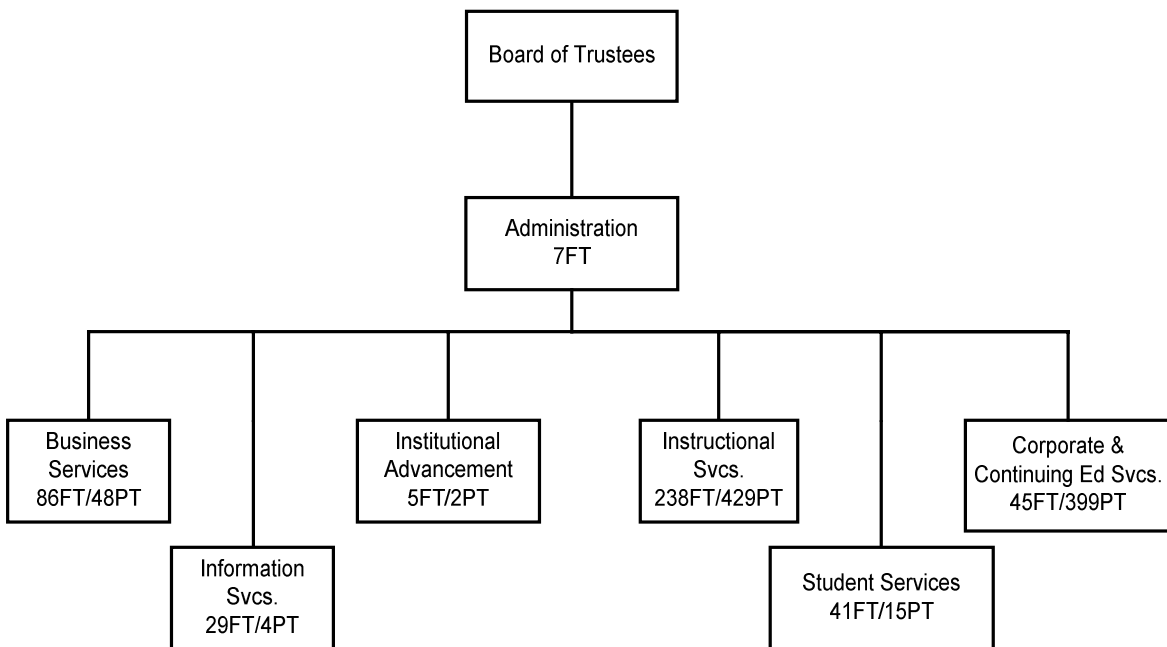 Board of Trustees
Administration
7FT
Business
Services
86FT/48PT
Information
Svcs.
29FT/4PT
Institutional
Advancement
5FT/2PT
Instructional
Svcs.
238FT/429PT
Student Services
41FT/15PT
Corporate &
Continuing Ed Svcs.
45FT/399PT